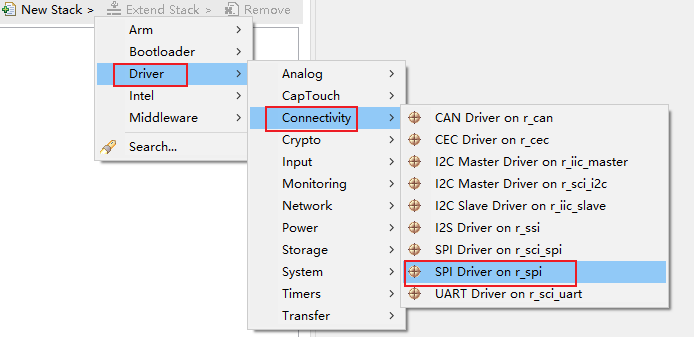 New Stack >
Extend Stack >
Remove
Arm >
Bootloader >
Driver >
Intel >
Middleware >
Search...
Analog >
CapTouch >
Connectivity >
Crypto >
Input >
Monitoring >
Network >
Power >
Storage >
System >
Timers >
Transfer >
CAN Driver on r_can
CEC Driver on r_cec
I2C Master Driver on r_iic_master
I2C Master Driver on r_sci_i2c
I2C Slave Driver on r_iic_slave
I2S Driver on r_ssi
SPI Driver on r_sci_spi
SPI Driver on r_spi
UART Driver on r_sci_uart